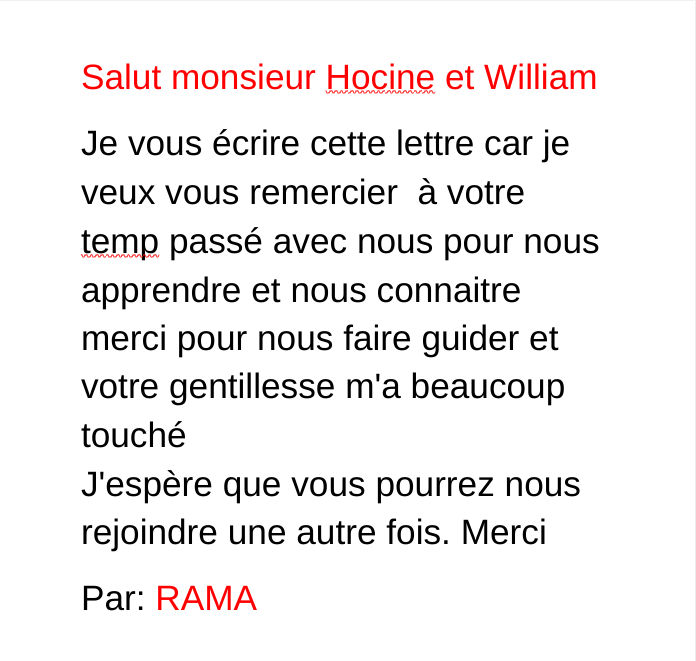 Salut monsieur Hocine et William
Je vous écrire cette lettre car je
veux vous remercier  à votre
temp passé avec nous pour nous
apprendre et nous connaitre
merci pour nous faire guider et
votre gentillesse m'a beaucoup
touché
J'espère que vous pourrez nous
rejoindre une autre fois. Merci
Par: RAMA